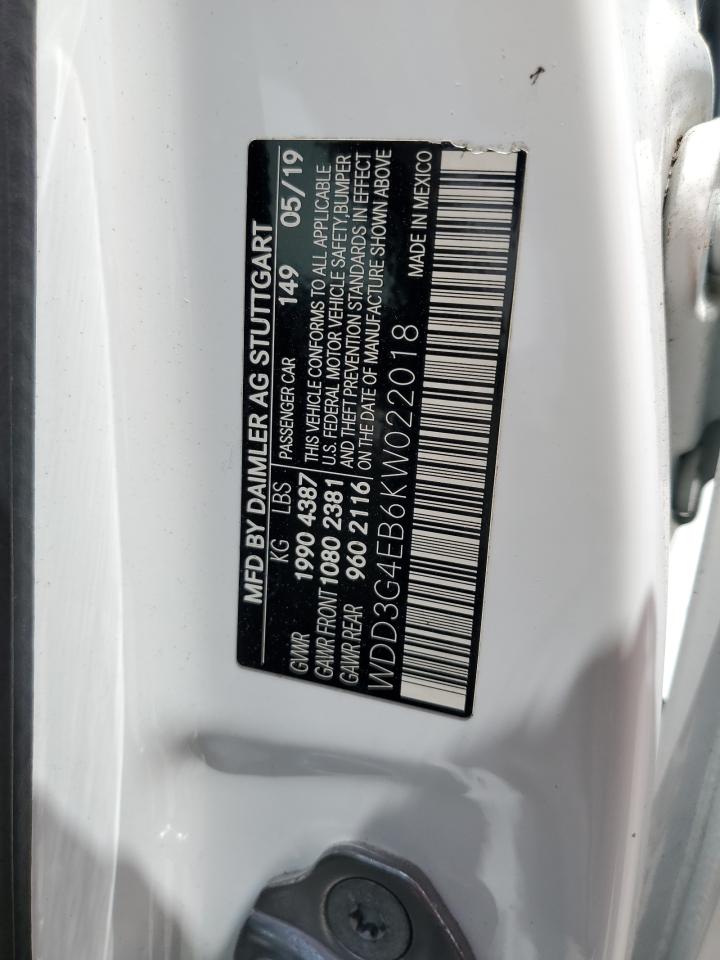 MFD BY DAIMLER AG STUTTGART
KG LBS PASSENGER CAR 149 05/19
GVWR 1990 4387 THIS VEHICLE CONFORMS TO ALL APPLICABLE
GAWR FRONT 1080 2381 U.S. FEDERAL MOTOR VEHICLE SAFETY, BUMPER
GAWR REAR 960 2116 AND THEFT PREVENTION STANDARDS IN EFFECT
ON THE DATE OF MANUFACTURE SHOWN ABOVE
WDD3G4EB6KW022018 MADE IN MEXICO